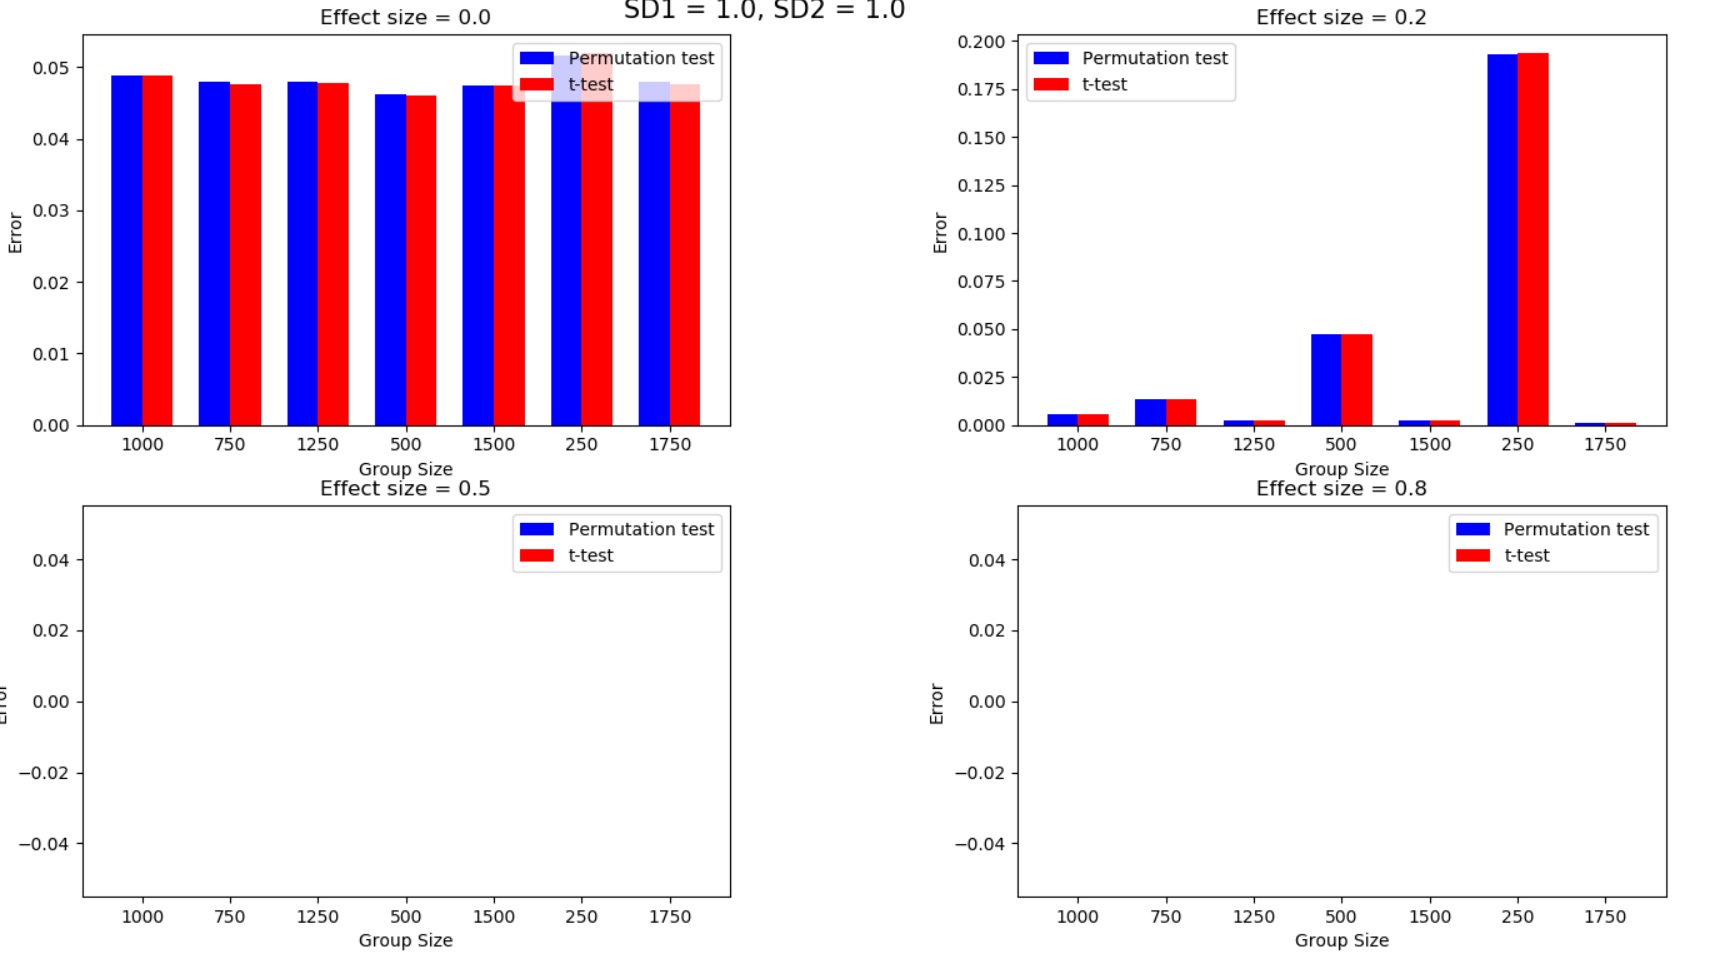 SD1 = 1.0, SD2 = 1.0
Effect size = 0.0
Permutation test
t-test
Error
0.05
0.04
0.03
0.02
0.01
0.00
1000 750 1250 500 1500 250 1750
Group Size
Effect size = 0.2
Permutation test
t-test
Error
0.200
0.175
0.150
0.125
0.100
0.075
0.050
0.025
0.000
1000 750 1250 500 1500 250 1750
Group Size
Effect size = 0.5
Permutation test
t-test
Error
0.04
0.02
0.00
−0.02
−0.04
1000 750 1250 500 1500 250 1750
Group Size
Effect size = 0.8
Permutation test
t-test
Error
0.04
0.02
0.00
−0.02
−0.04
1000 750 1250 500 1500 250 1750
Group Size